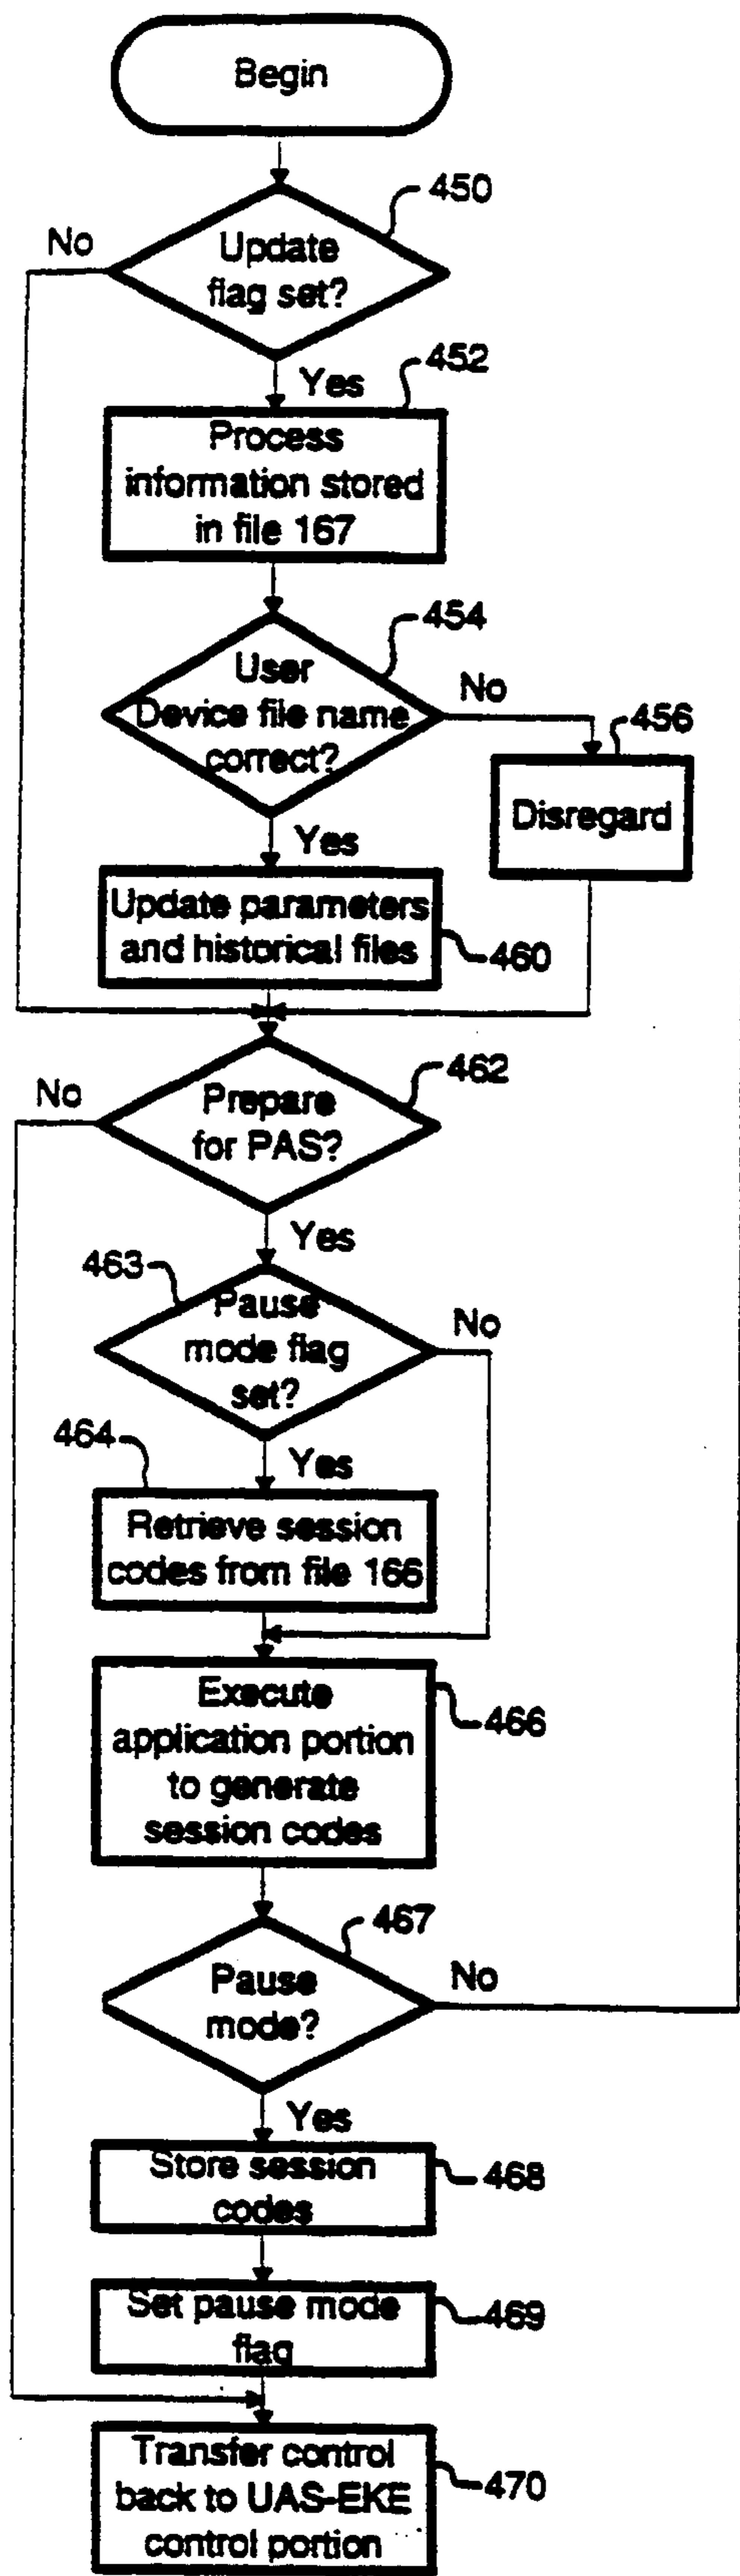 Begin
450
No
Update
flag set?
Yes
452
Process
information stored
in file 167
454
User
Device file name
correct?
No
456
Disregard
Yes
Update parameters
and historical files
460
462
No
Prepare
for PAS?
Yes
463
Pause
mode flag
set?
No
464
Yes
Retrieve session
codes from file 166
Execute
application portion
to generate
session codes
466
467
Pause
mode?
No
Yes
Store session
codes
468
Set pause mode
flag
469
Transfer control
back to UAS-EKE
control portion
470